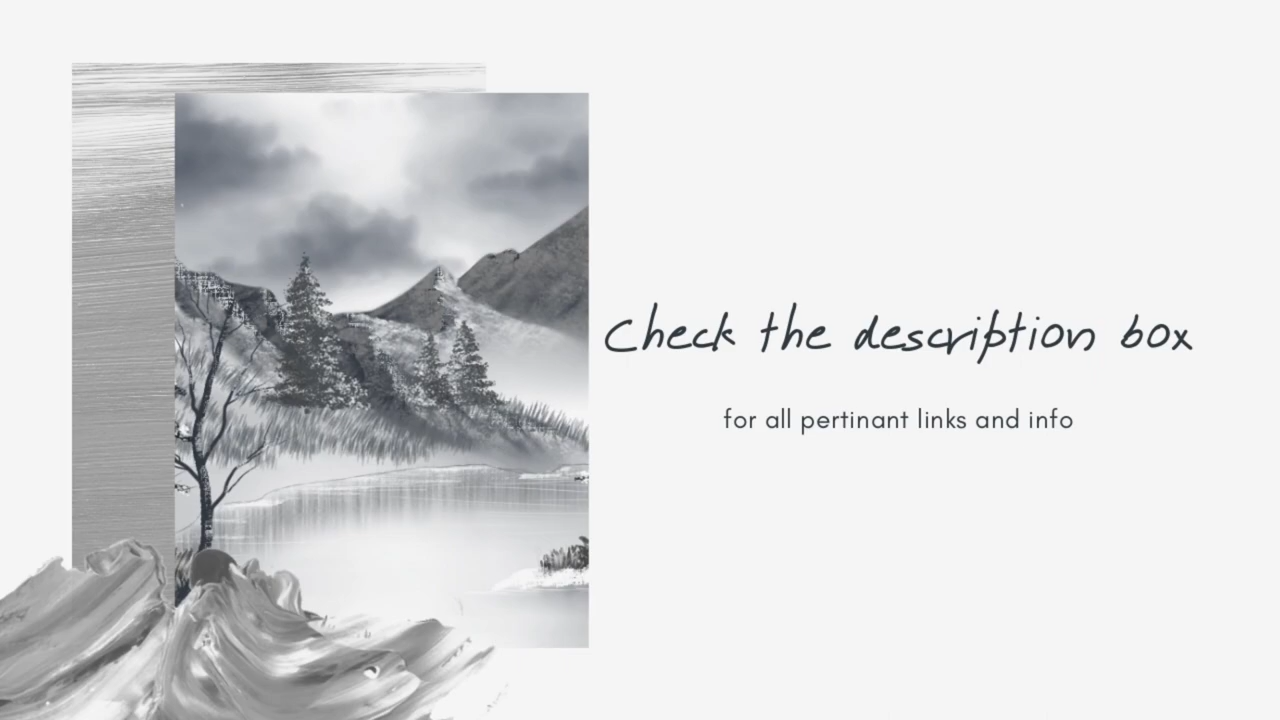 Check the description box
for all pertinant links and info